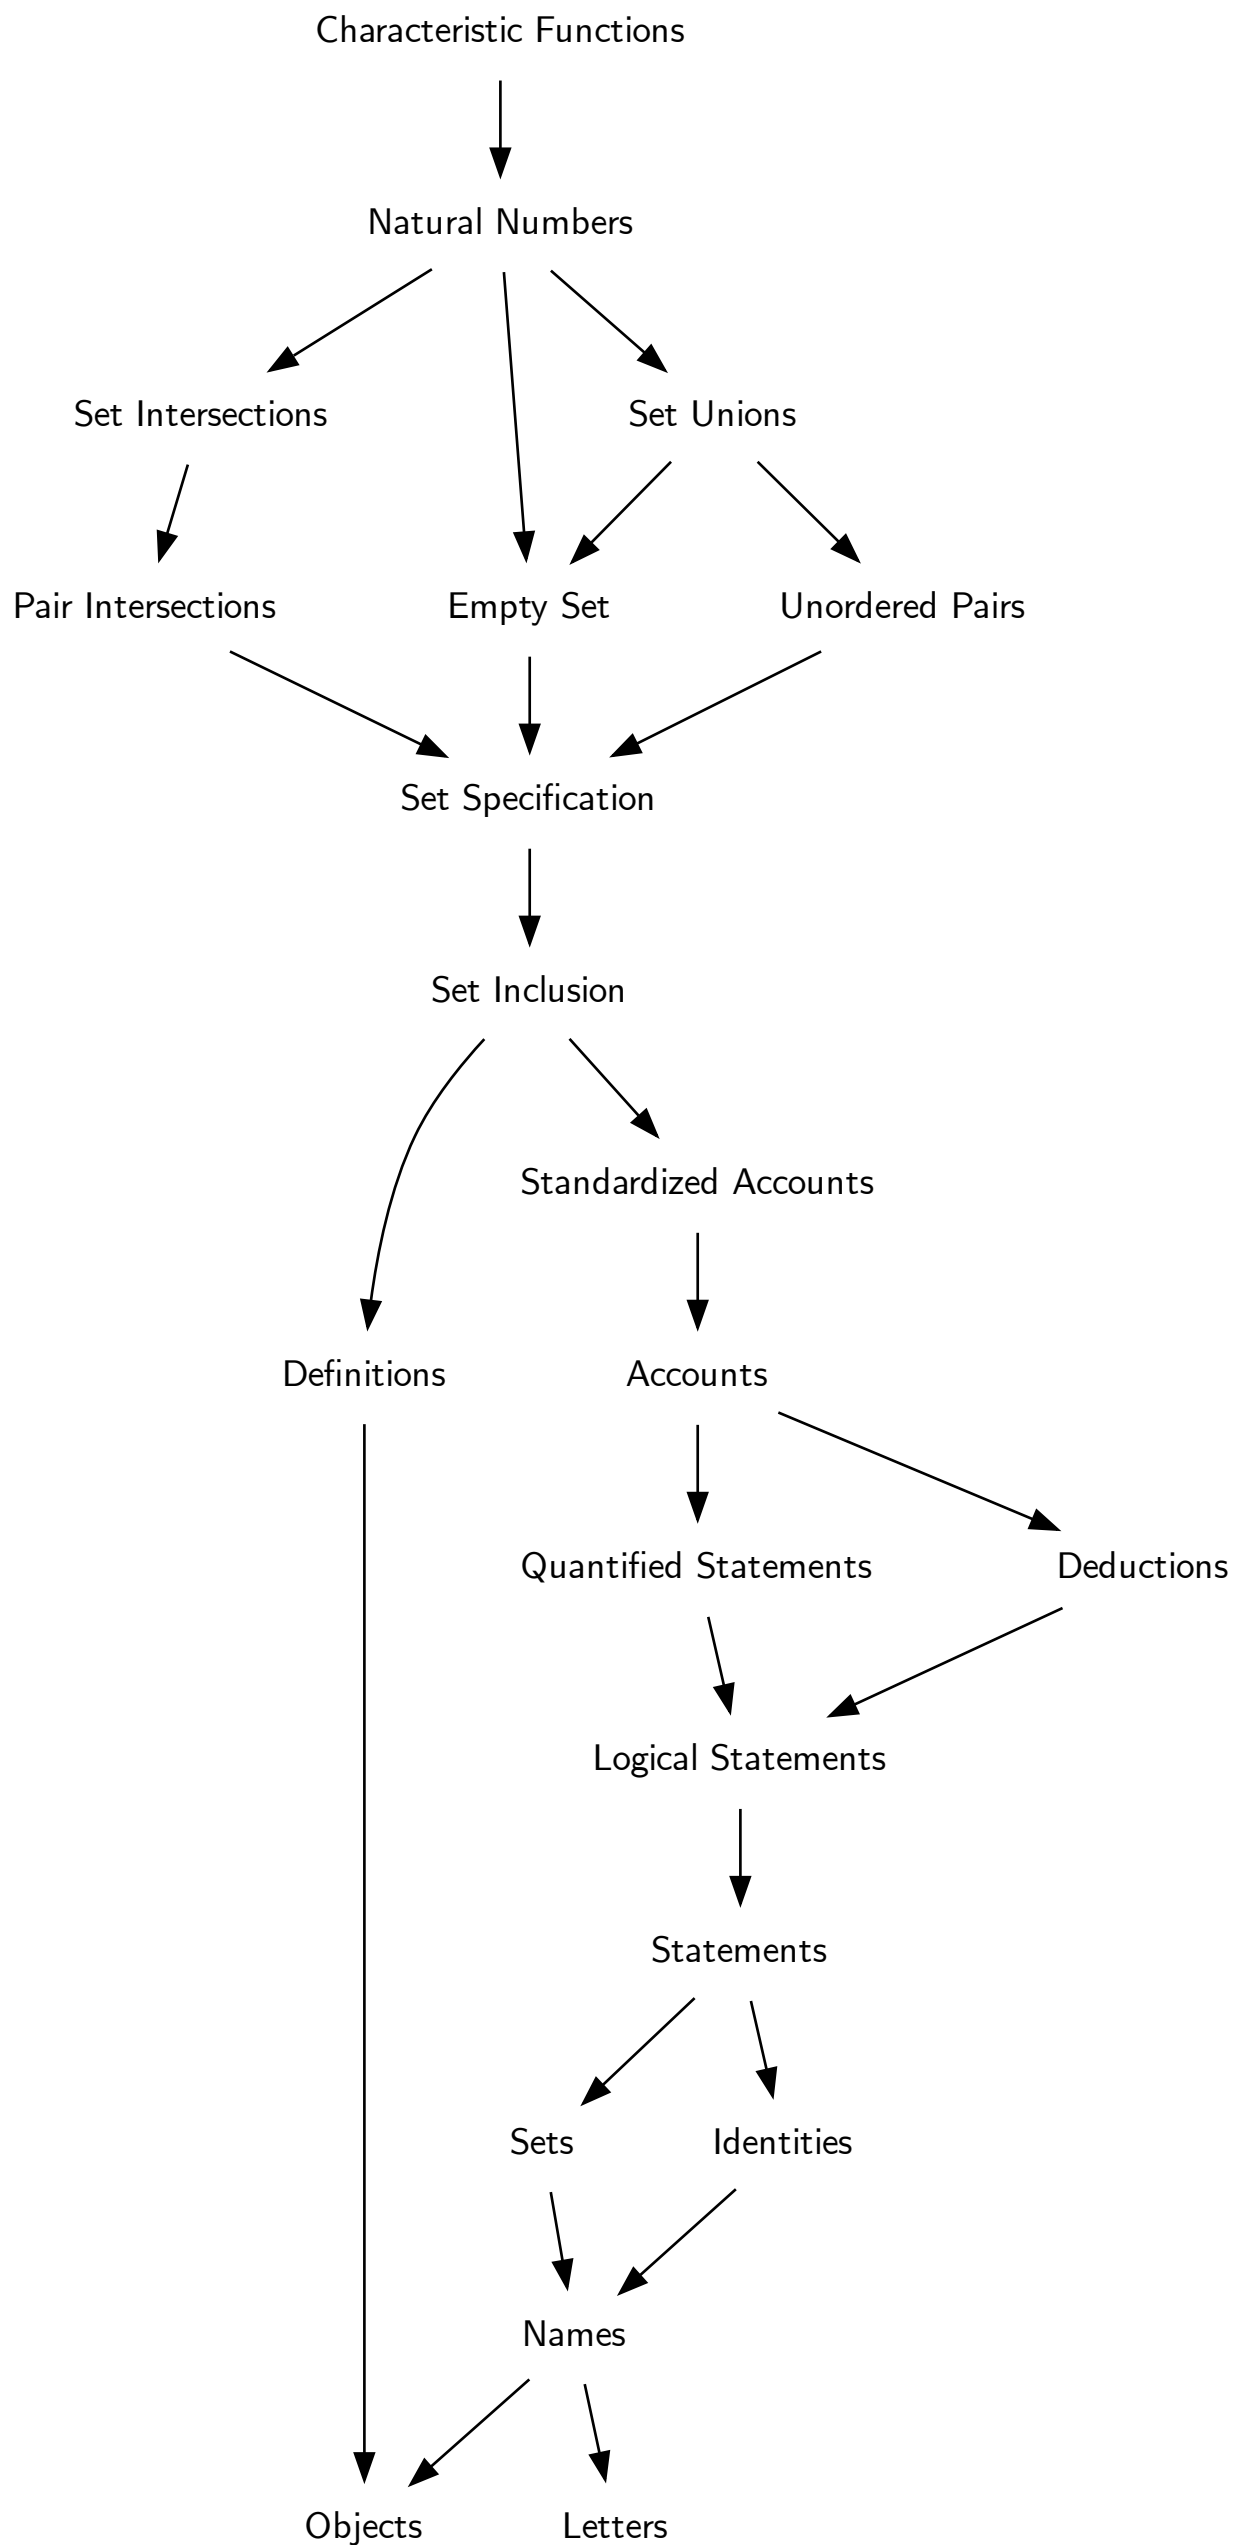 Characteristic Functions
Natural Numbers
Set Intersections
Set Unions
Pair Intersections
Empty Set
Unordered Pairs
Set Specification
Set Inclusion
Standardized Accounts
Definitions
Accounts
Quantified Statements
Deductions
Logical Statements
Statements
Sets
Identities
Names
Objects
Letters